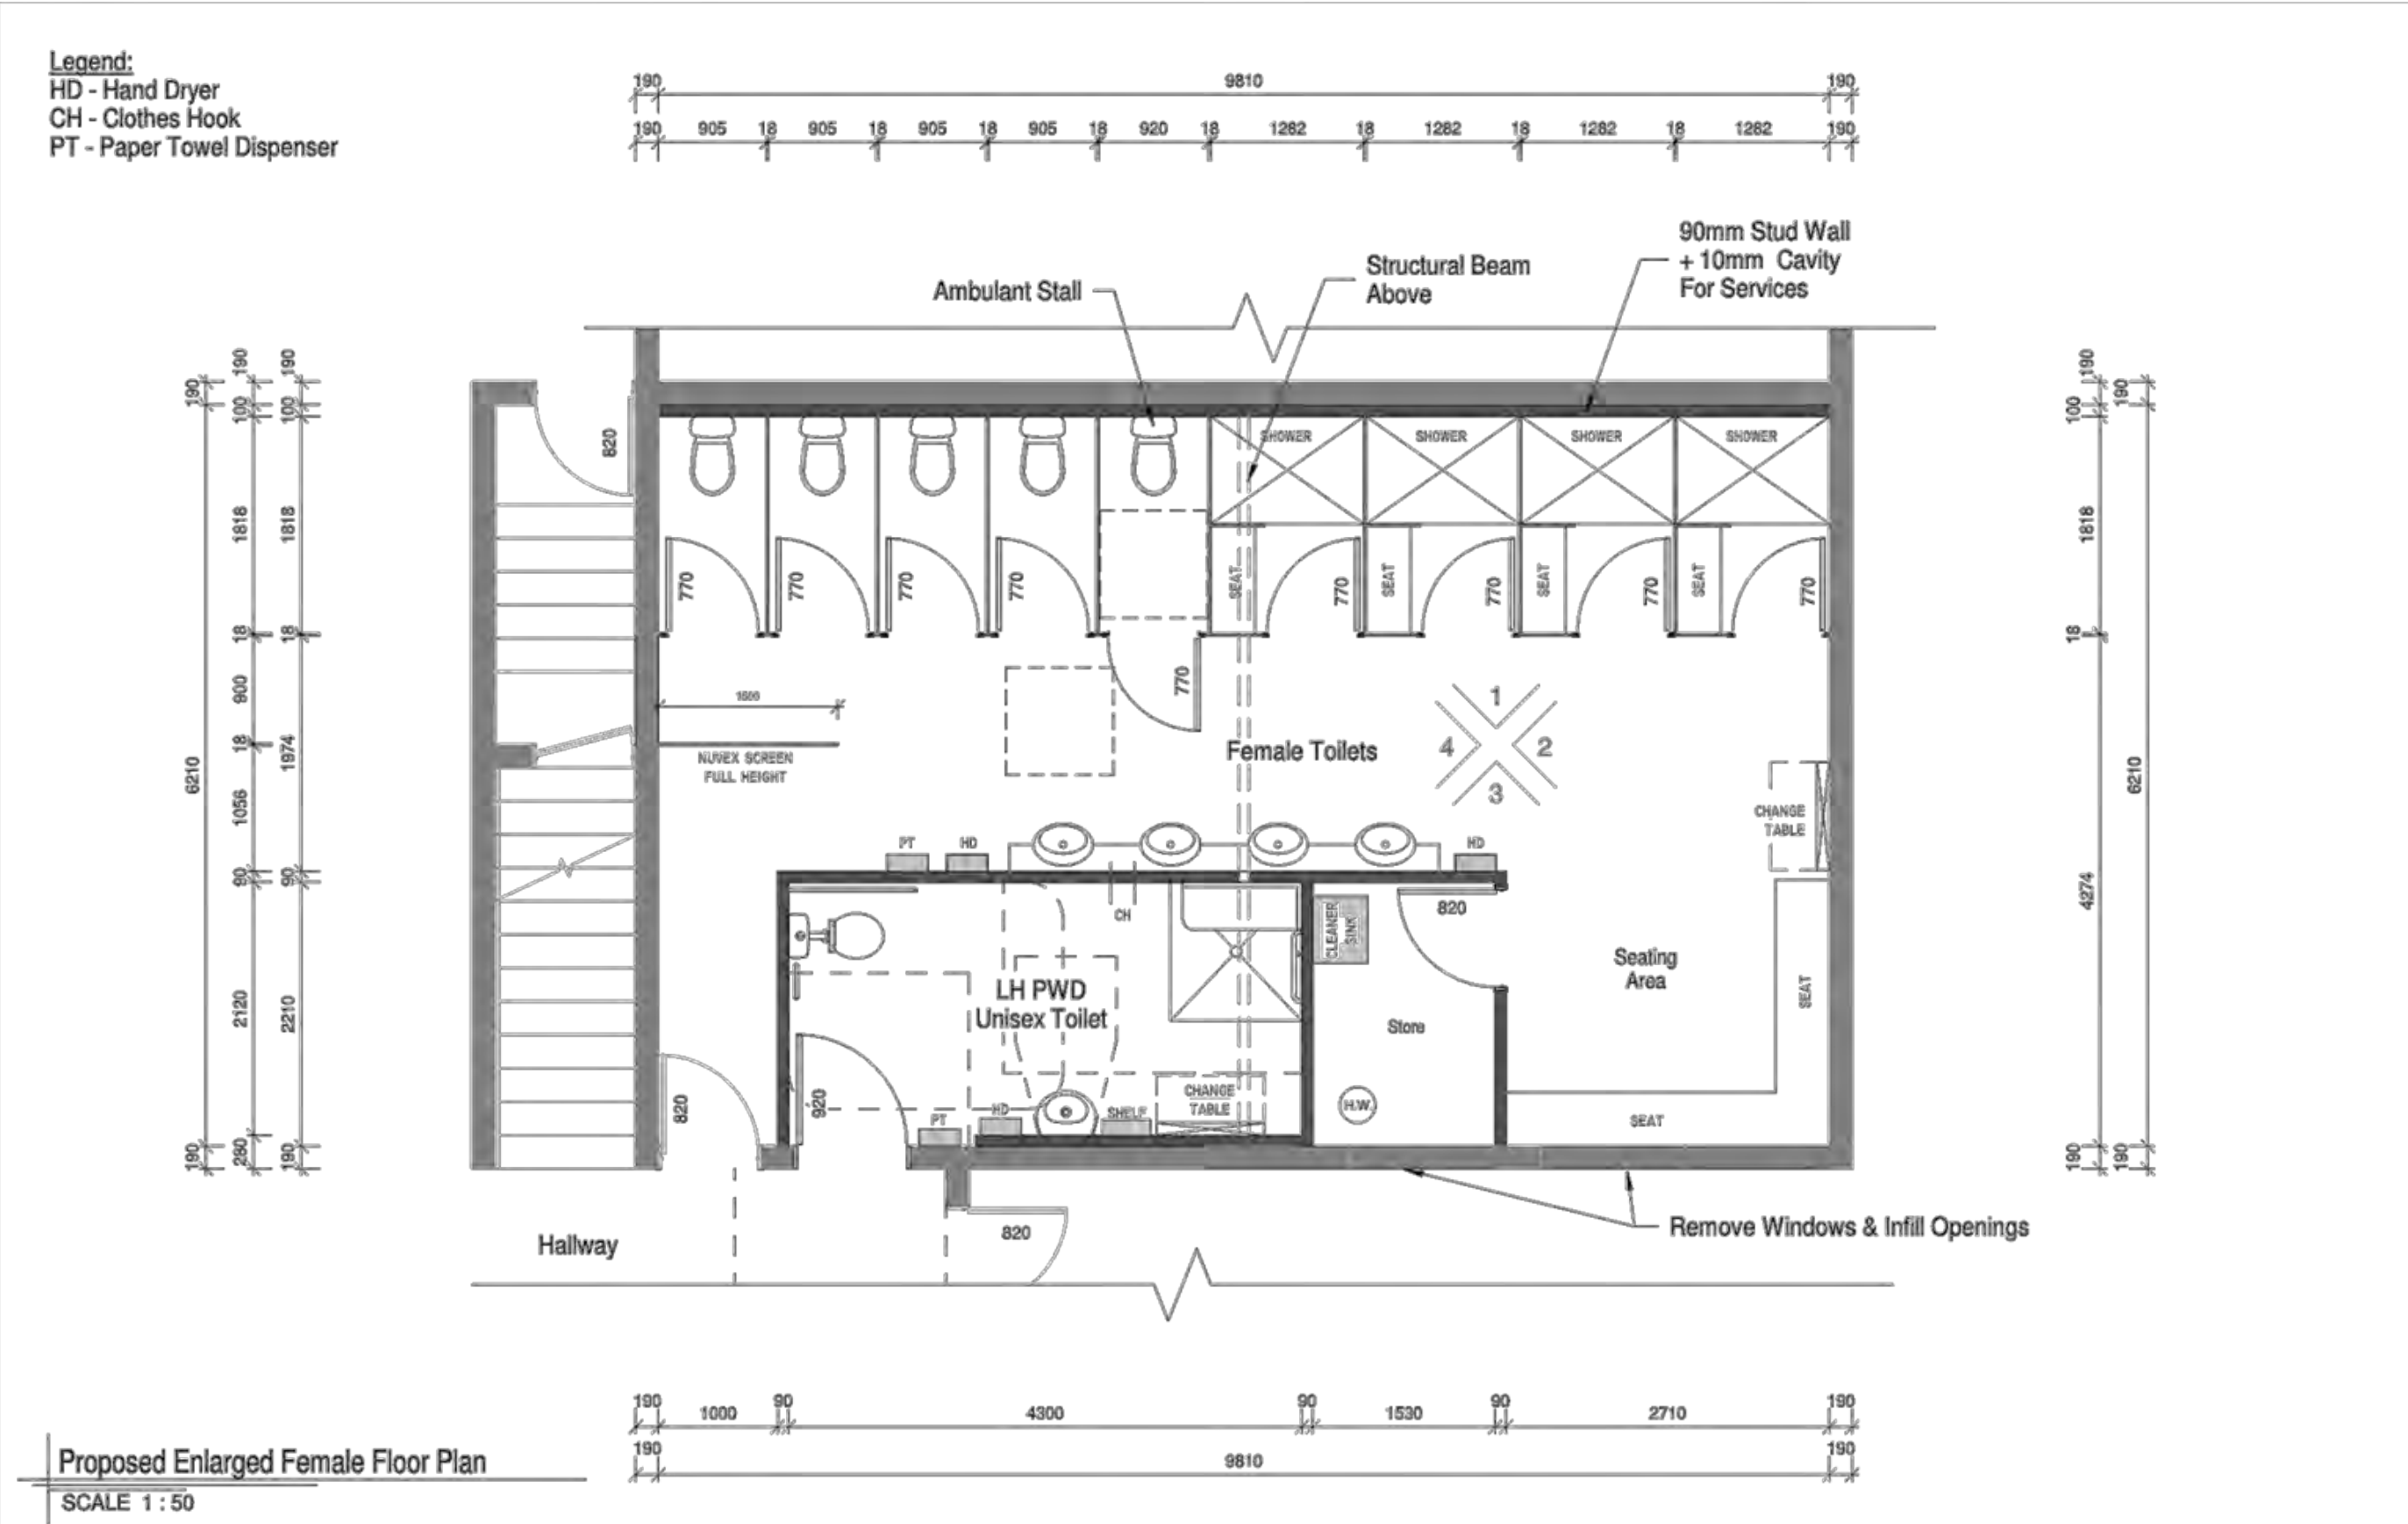 Legend:
HD - Hand Dryer
CH - Clothes Hook
PT - Paper Towel Dispenser
190 9810 190
190 905 18 905 18 905 18 905 18 920 18 1282 18 1282 18 1282 18 1282 190
Ambulant Stall
Structural Beam
Above
90mm Stud Wall
+ 10mm Cavity
For Services
190 6210 190
190 100 1818 18 900 18 1056 90 2120 280
190 100 1818 18 1974 90 2210 190
820
SHOWER SHOWER SHOWER SHOWER
770 770 770 770 770
SEAT 770 SEAT 770 SEAT 770 SEAT 770
1600
NUVEX SCREEN
FULL HEIGHT
Female Toilets
1
4 2
3
CHANGE
TABLE
PT HD HD
CH
820
CLEANER
SINK
LH PWD
Unisex Toilet
Seating
Area
SEAT
Store
820
920
PT HD SHELF
CHANGE
TABLE
H.W.
SEAT
190 100 1818 18 4274 190
190 6210 190
Hallway
820
Remove Windows & Infill Openings
190 1000 90 4300 90 1530 90 2710 190
190 9810 190
Proposed Enlarged Female Floor Plan
SCALE 1 : 50